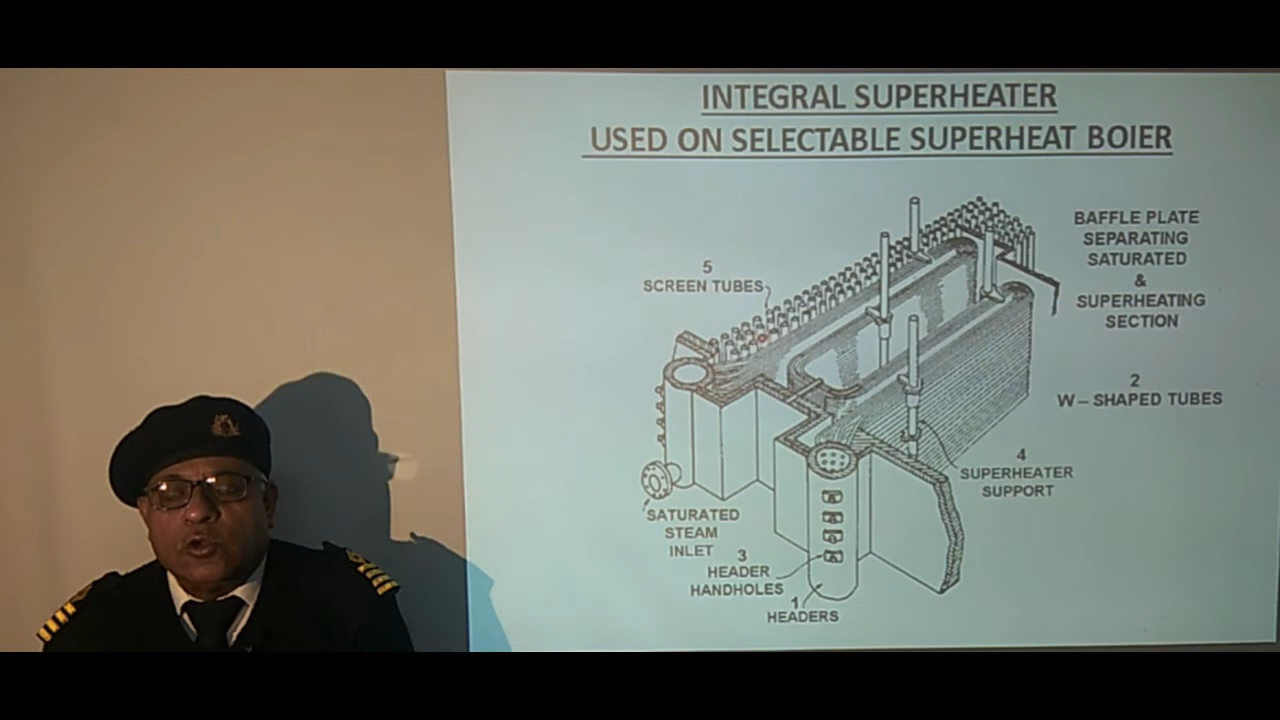 INTEGRAL SUPERHEATER
USED ON SELECTABLE SUPERHEAT BOIER
BAFFLE PLATE
SEPARATING
SATURATED
&
SUPERHEATING
SECTION
5
SCREEN TUBES
2
W – SHAPED TUBES
4
SUPERHEATER
SUPPORT
SATURATED
STEAM
INLET
3
HEADER
HANDHOLES
1
HEADERS